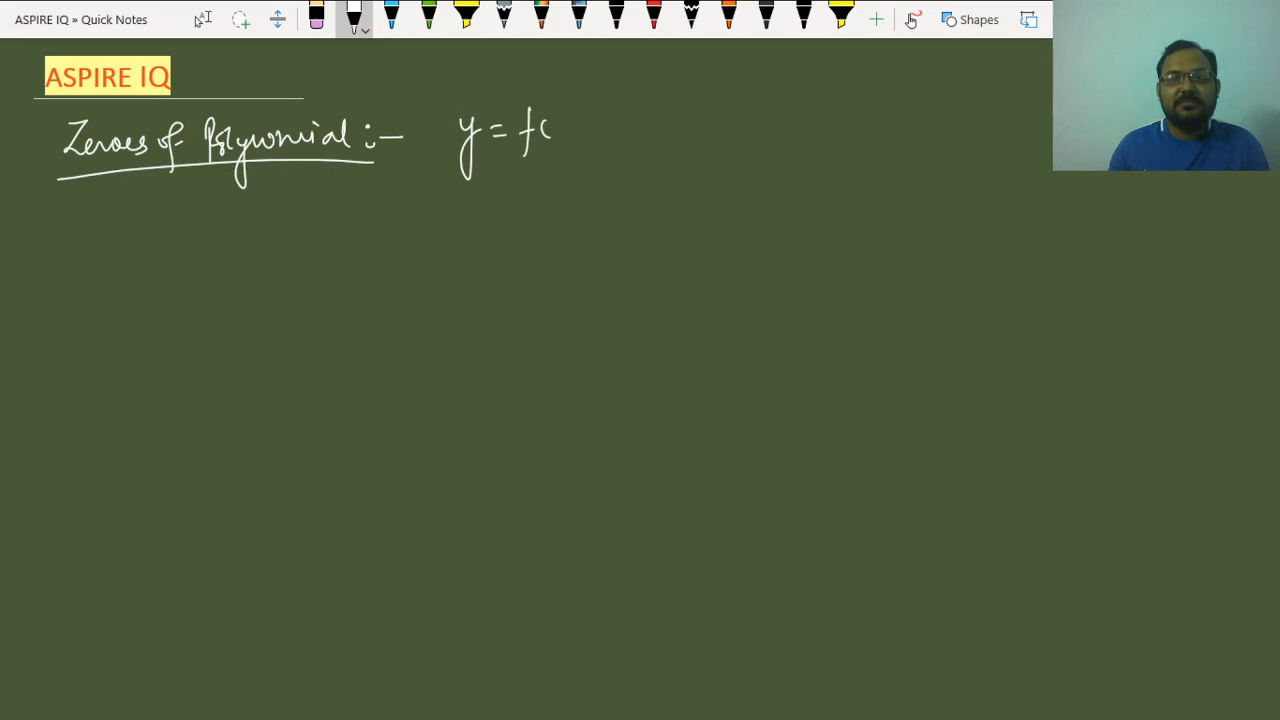 ASPIRE IQ » Quick Notes
Shapes
ASPIRE IQ
Zeroes of Polynomial :- y = f(